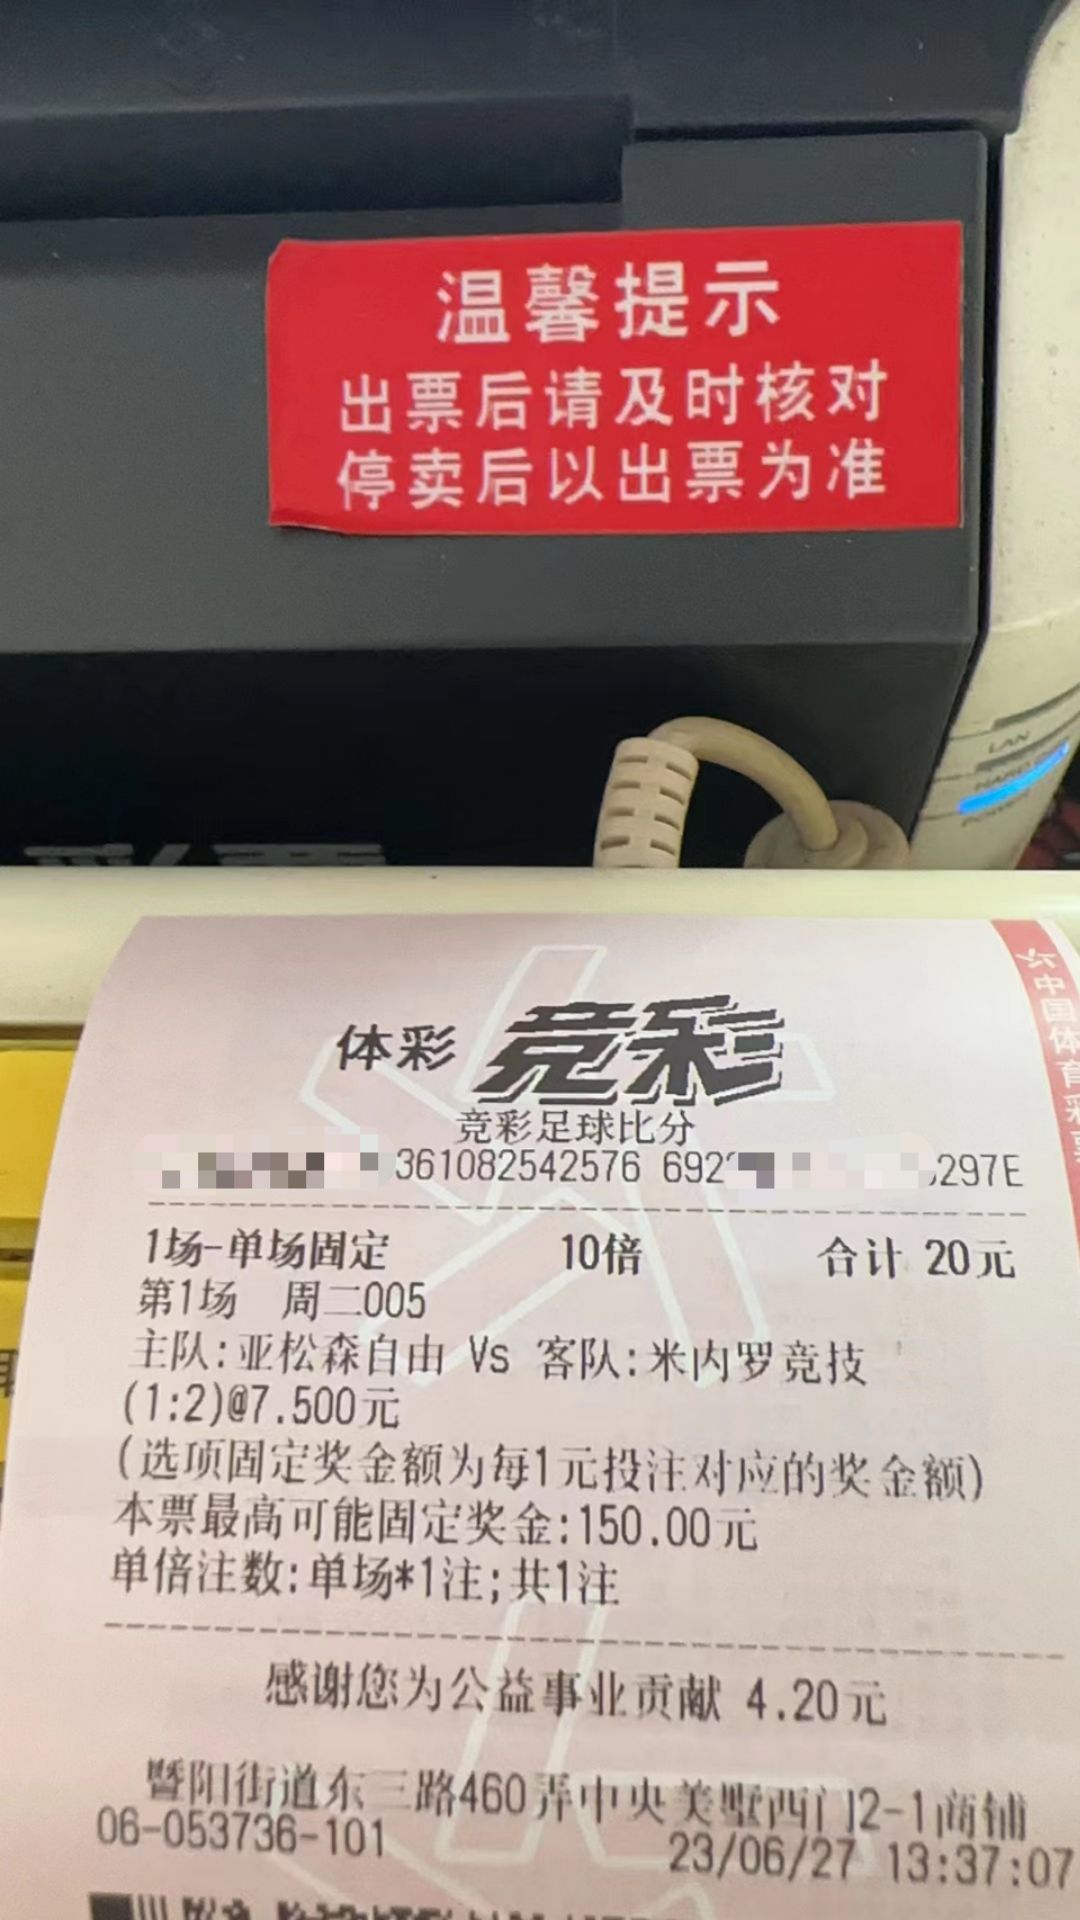 温馨提示
出票后请及时核对
停卖后以出票为准
LAN
中国体育彩票
体彩 竞彩
竞彩足球比分
361082542576 692 297E
1场-单场固定 10倍 合计 20元
第1场 周二005
主队:亚松森自由 Vs 客队:米内罗竞技
(1:2)@7.500元
(选项固定奖金额为每1元投注对应的奖金额)
本票最高可能固定奖金:150.00元
单倍注数:单场*1注;共1注
感谢您为公益事业贡献 4.20元
暨阳街道东三路460弄中央美墅西门2-1商铺
06-053736-101 23/06/27 13:37:07